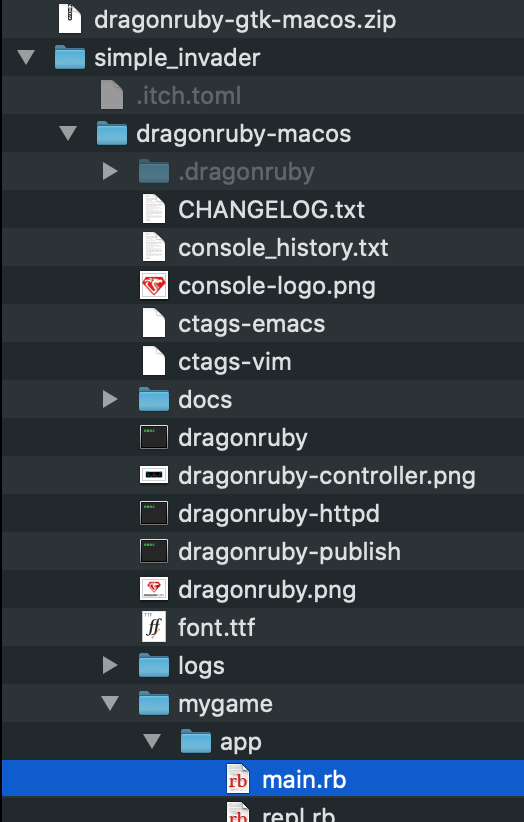 dragonruby-gtk-macos.zip
simple_invader
.itch.toml
dragonruby-macos
.dragonruby
CHANGELOG.txt
console_history.txt
console-logo.png
ctags-emacs
ctags-vim
docs
dragonruby
dragonruby-controller.png
dragonruby-httpd
dragonruby-publish
dragonruby.png
font.ttf
logs
mygame
app
main.rb
repl.rb